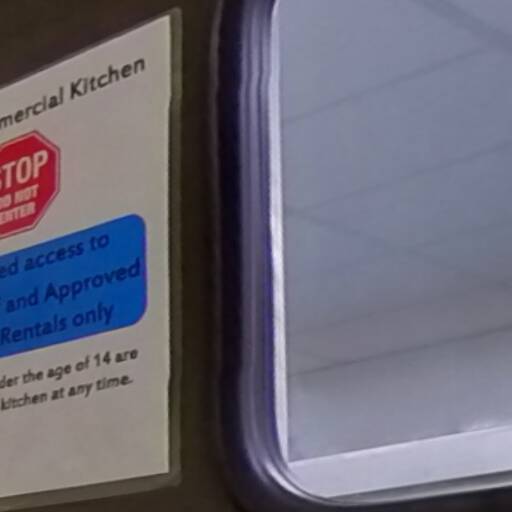 mercial Kitchen
STOP
DO NOT
ENTER
ed access to
and Approved
Rentals only
der the age of 14 are
kitchen at any time.